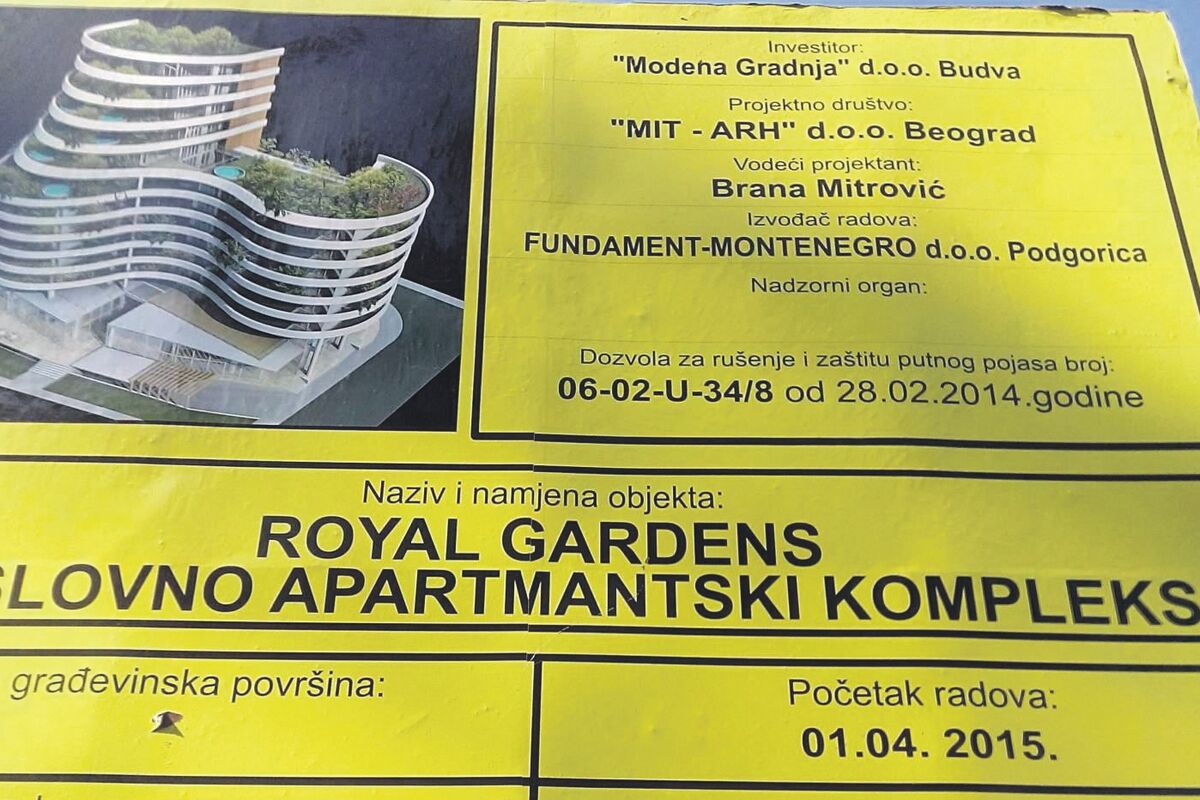 Investitor:
"Modena Gradnja" d.o.o. Budva
Projektno društvo:
"MIT - ARH" d.o.o. Beograd
Vodeći projektant:
Brana Mitrović
Izvođač radova:
FUNDAMENT-MONTENEGRO d.o.o. Podgorica
Nadzorni organ:
Dozvola za rušenje i zaštitu putnog pojasa broj:
06-02-U-34/8 od 28.02.2014.godine
Naziv i namjena objekta:
ROYAL GARDENS
SLOVNO APARTMANTSKI KOMPLEKS
građevinska površina:
Početak radova:
01.04. 2015.